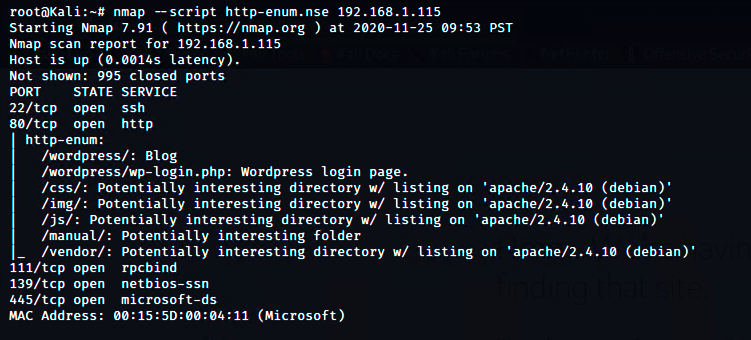 root@Kali:~# nmap --script http-enum.nse 192.168.1.115
Starting Nmap 7.91 ( https://nmap.org ) at 2020-11-25 09:53 PST
Nmap scan report for 192.168.1.115
Host is up (0.0014s latency).
Not shown: 995 closed ports
PORT    STATE SERVICE
22/tcp  open  ssh
80/tcp  open  http
| http-enum:
|   /wordpress/: Blog
|   /wordpress/wp-login.php: Wordpress login page.
|   /css/: Potentially interesting directory w/ listing on 'apache/2.4.10 (debian)'
|   /img/: Potentially interesting directory w/ listing on 'apache/2.4.10 (debian)'
|   /js/: Potentially interesting directory w/ listing on 'apache/2.4.10 (debian)'
|   /manual/: Potentially interesting folder
|_  /vendor/: Potentially interesting directory w/ listing on 'apache/2.4.10 (debian)'
111/tcp open  rpcbind
139/tcp open  netbios-ssn
445/tcp open  microsoft-ds
MAC Address: 00:15:5D:00:04:11 (Microsoft)
finding that site